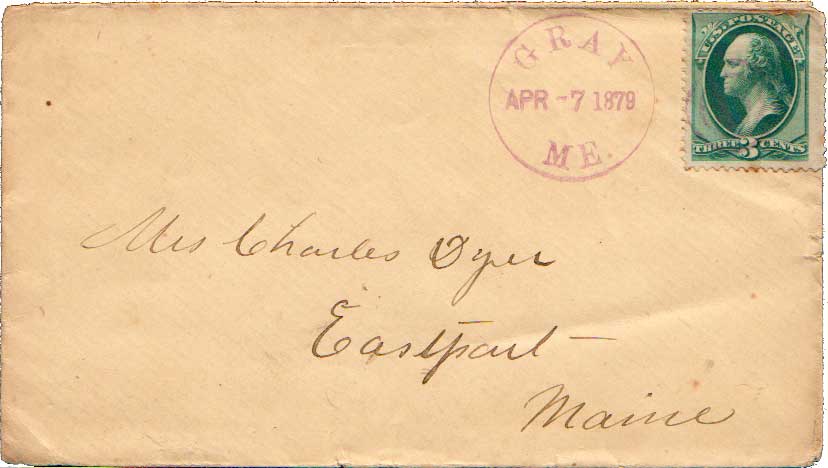 GRAY
APR -7 1879
ME.
U.S. POSTAGE
THREE 3 CENTS
Mrs Charles Dyer
Eastport
Maine